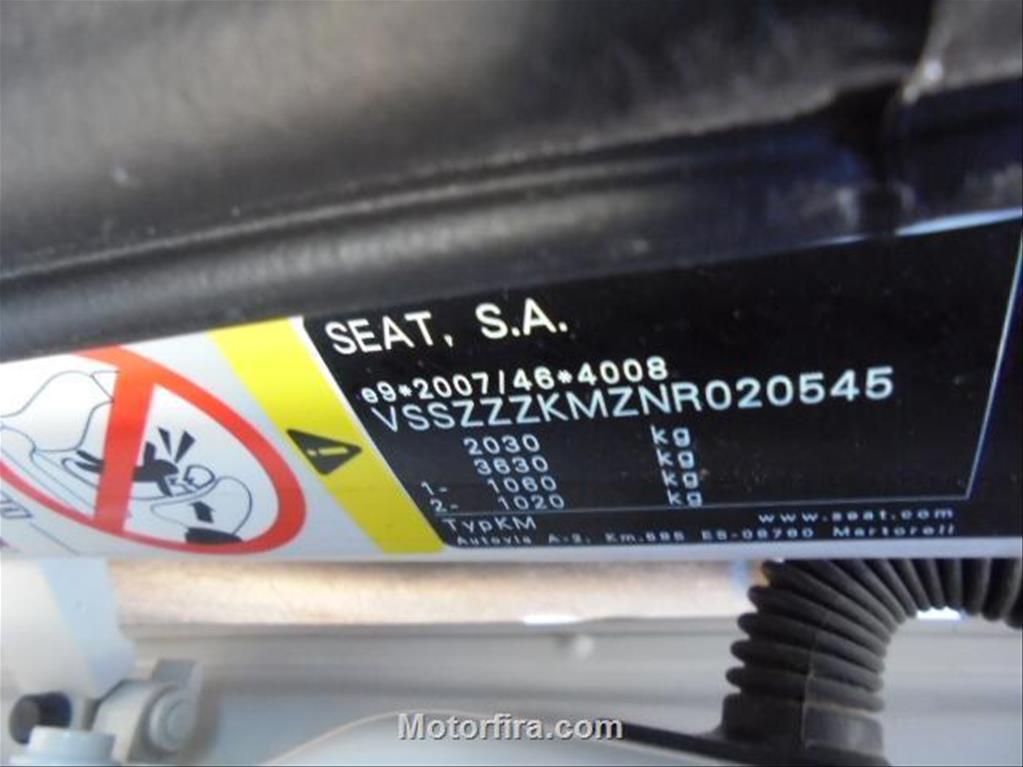 SEAT, S.A.
e9*2007/46*4008
VSSZZZKMZNR020545
2030 kg
3630 kg
1- 1060 kg
2- 1020 kg
TypKM www.seat.com
Autovia A-2, Km.585 ES-08760 Martorell
Motorfira.com